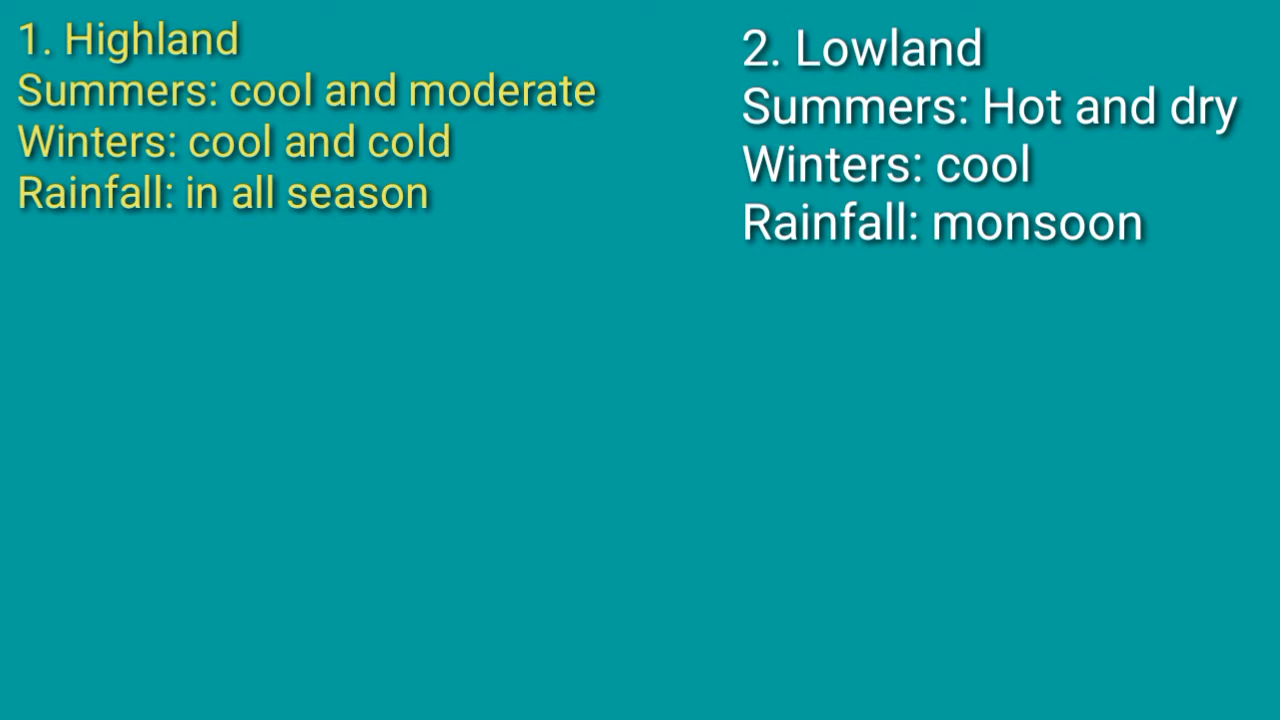 1. Highland
Summers: cool and moderate
Winters: cool and cold
Rainfall: in all season
2. Lowland
Summers: Hot and dry
Winters: cool
Rainfall: monsoon